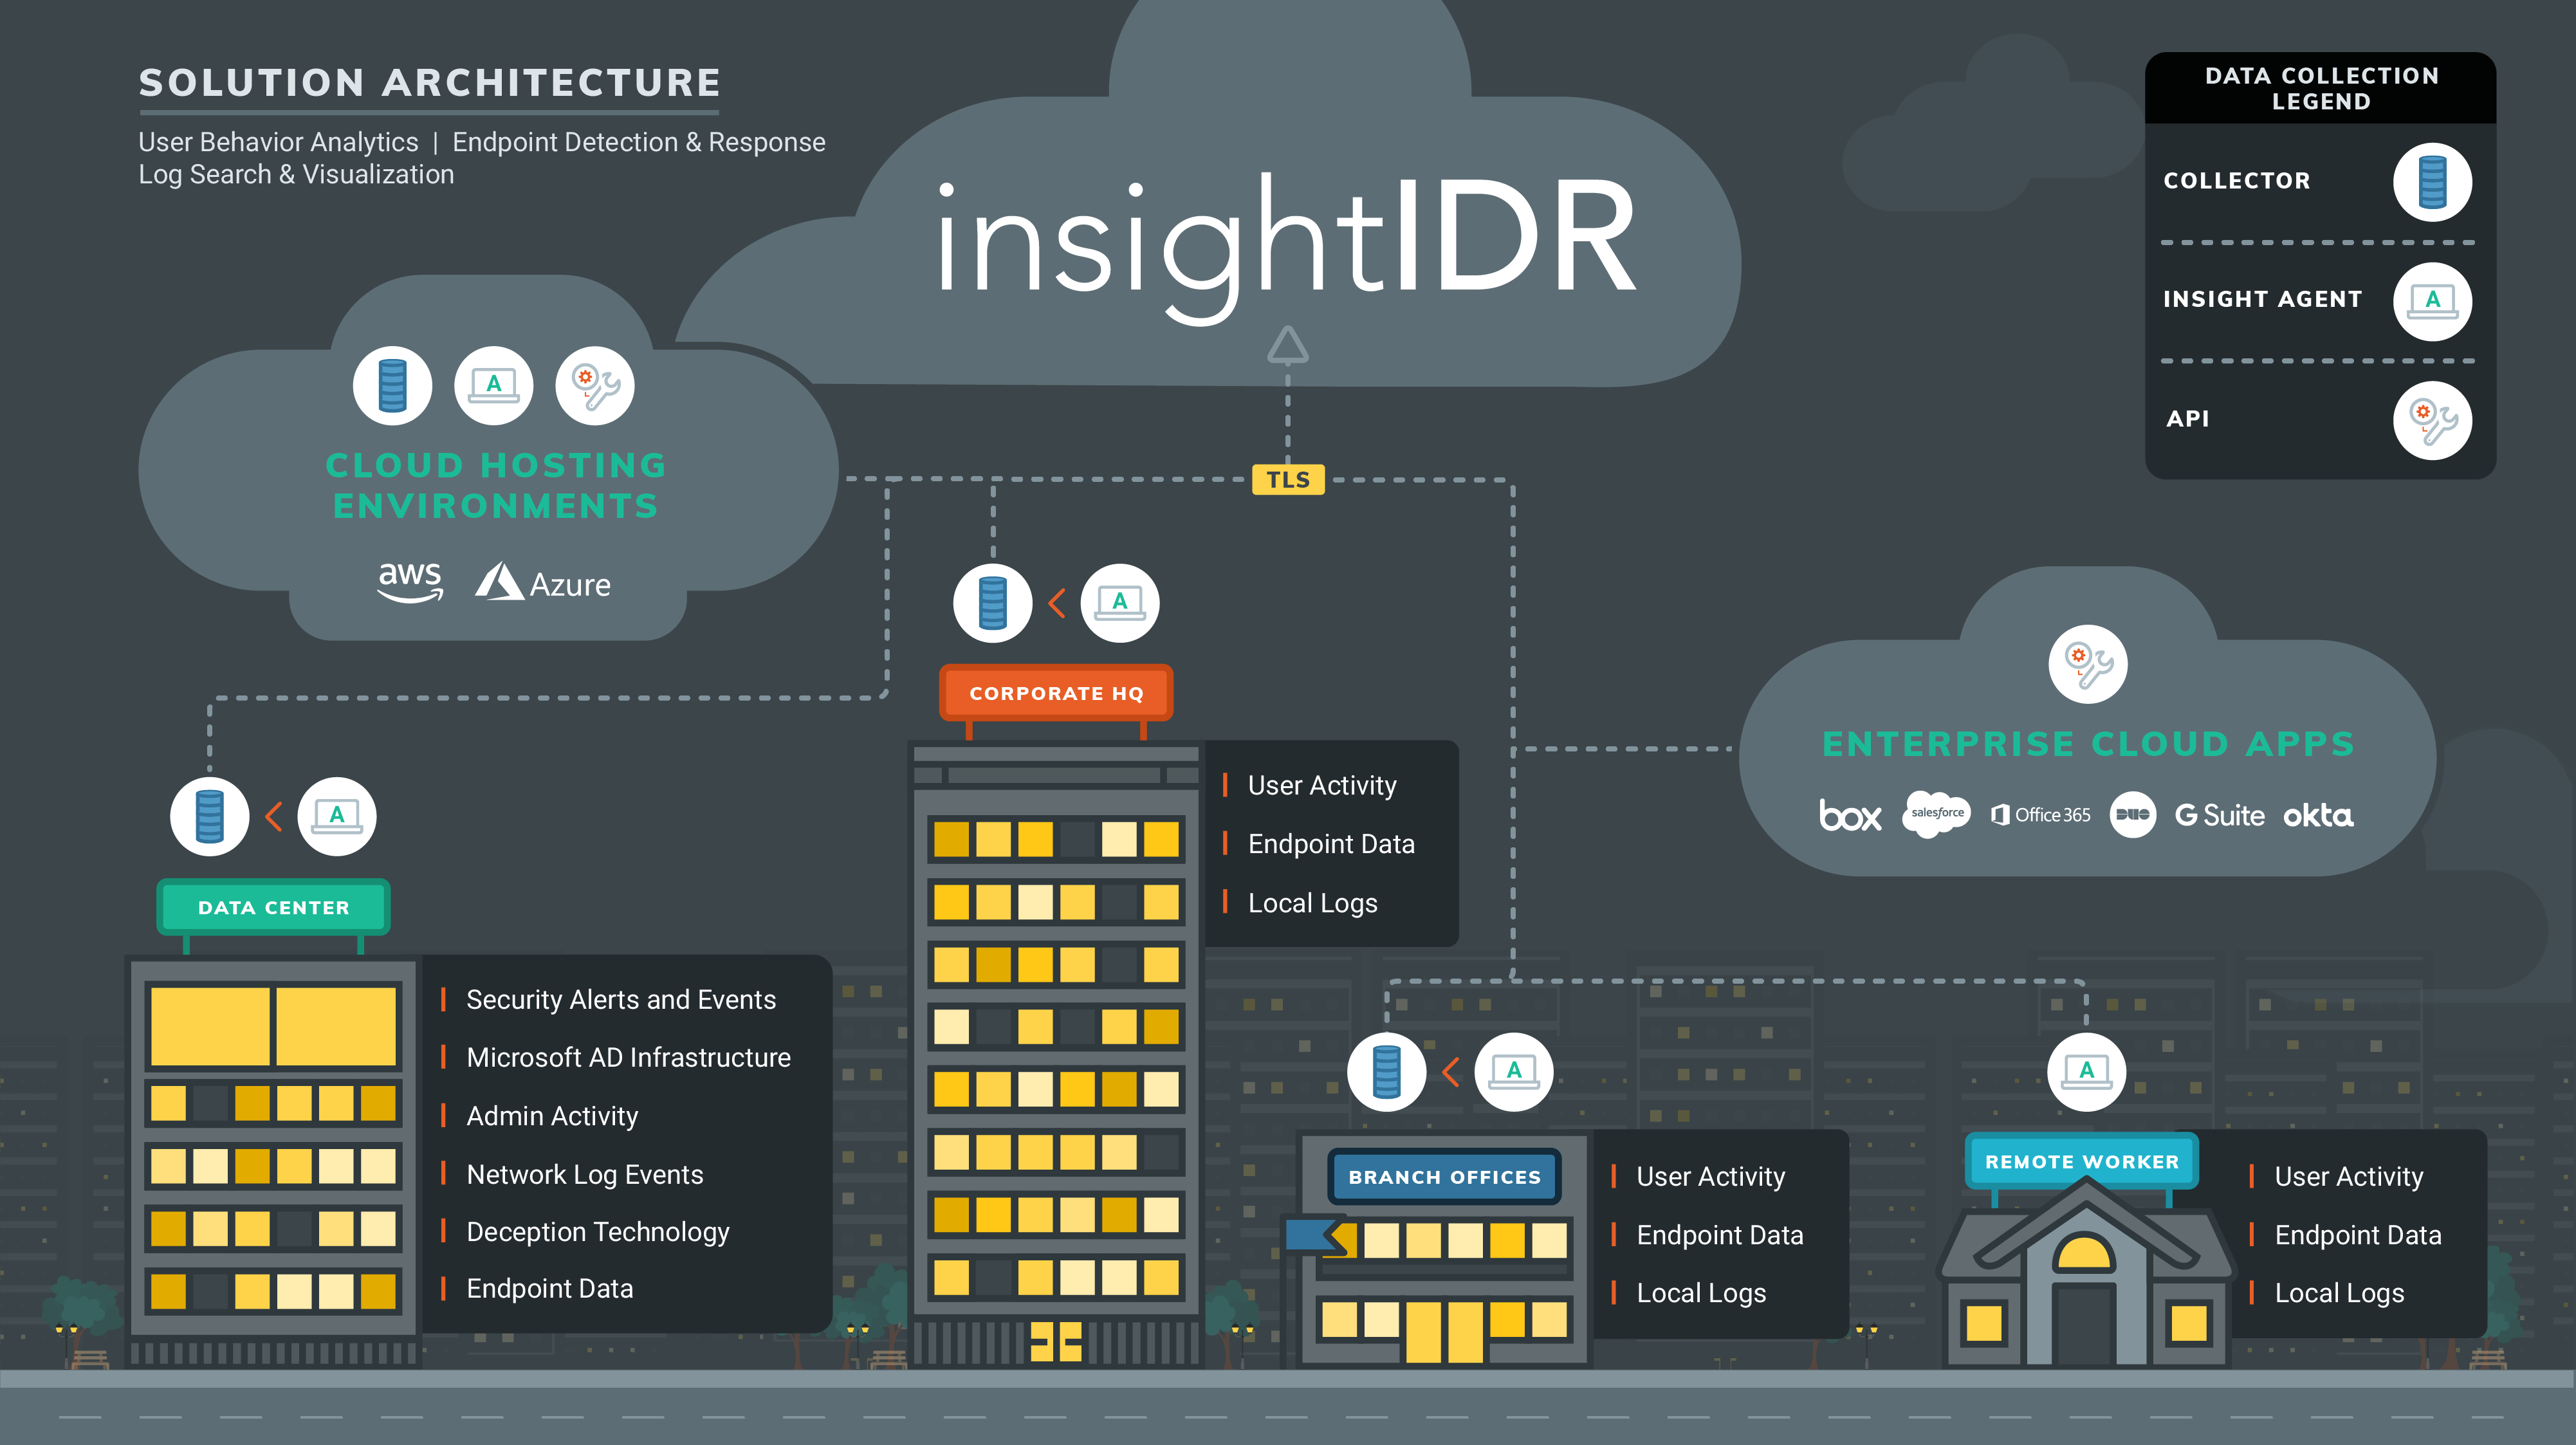 SOLUTION ARCHITECTURE
User Behavior Analytics | Endpoint Detection & Response
Log Search & Visualization
insightIDR
DATA COLLECTION
LEGEND
COLLECTOR
INSIGHT AGENT
A
API
A
CLOUD HOSTING
ENVIRONMENTS
aws
Azure
TLS
A
CORPORATE HQ
User Activity
Endpoint Data
Local Logs
ENTERPRISE CLOUD APPS
box
salesforce
Office 365
DUO
G Suite
okta
A
DATA CENTER
Security Alerts and Events
Microsoft AD Infrastructure
Admin Activity
Network Log Events
Deception Technology
Endpoint Data
A
BRANCH OFFICES
User Activity
Endpoint Data
Local Logs
A
REMOTE WORKER
User Activity
Endpoint Data
Local Logs